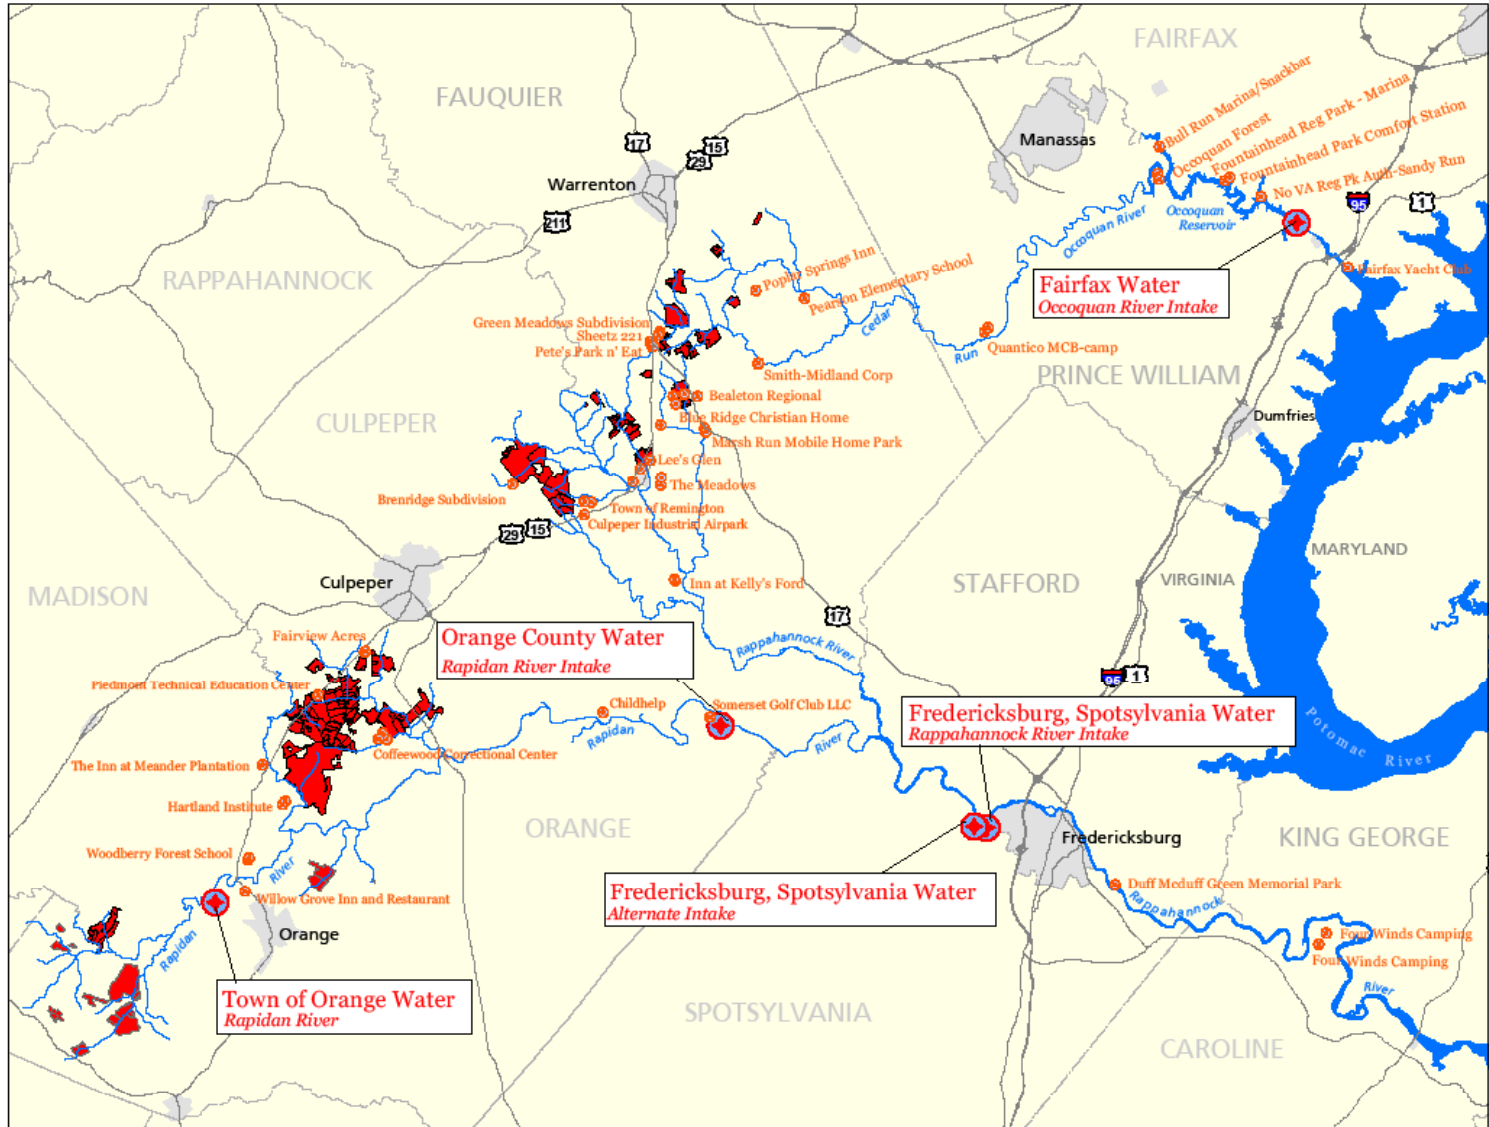 FAIRFAX
FAUQUIER
Bull Run Marina/Snackbar
Occoquan Forest
Fountainhead Reg Park - Marina
Fountainhead Park Comfort Station
No VA Reg Pk Auth-Sandy Run
Manassas
17
15
29
Warrenton
211
95
1
Occoquan River
Occoquan
Reservoir
RAPPAHANNOCK
Poplar Springs Inn
Pearson Elementary School
Fairfax Water
Occoquan River Intake
Fairfax Yacht Club
Green Meadows Subdivision
Sheetz 221
Pete's Park n' Eat
Cedar
Run
Quantico MCB-camp
Smith-Midland Corp
PRINCE WILLIAM
Bealeton Regional
Blue Ridge Christian Home
Marsh Run Mobile Home Park
CULPEPER
Dumfries
Lee's Glen
The Meadows
Brenridge Subdivision
Town of Remington
Culpeper Industrial Airpark
29
15
MARYLAND
VIRGINIA
Culpeper
Inn at Kelly's Ford
STAFFORD
MADISON
17
Fairview Acres
Orange County Water
Rapidan River Intake
Rappahannock River
95
1
Piedmont Technical Education Center
Childhelp
Somerset Golf Club LLC
Fredericksburg, Spotsylvania Water
Rappahannock River Intake
Rapidan
River
Potomac River
Coffeewood Correctional Center
The Inn at Meander Plantation
Hartland Institute
ORANGE
Fredericksburg
KING GEORGE
Woodberry Forest School
River
Willow Grove Inn and Restaurant
Fredericksburg, Spotsylvania Water
Alternate Intake
Duff Mcduff Green Memorial Park
Rappahannock
Orange
Rapidan
Four Winds Camping
Four Winds Camping
River
Town of Orange Water
Rapidan River
SPOTSYLVANIA
CAROLINE